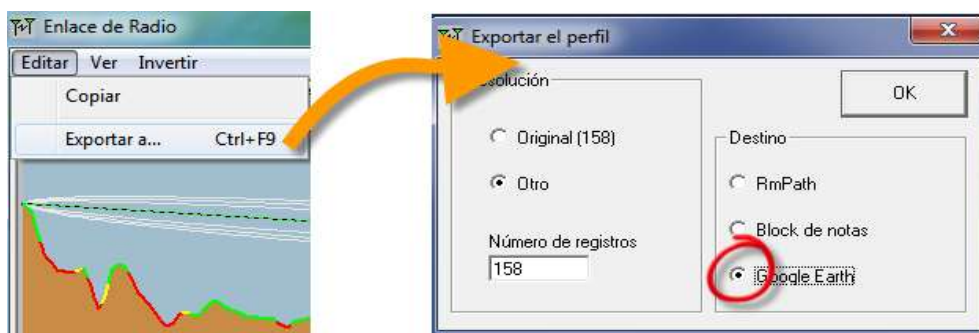 Enlace de Radio
Editar Ver Invertir
Copiar
Exportar a... Ctrl+F9
Exportar el perfil
esolución
Original (158)
Otro
Número de registros
158
OK
Destino
RmPath
Block de notas
Google Earth